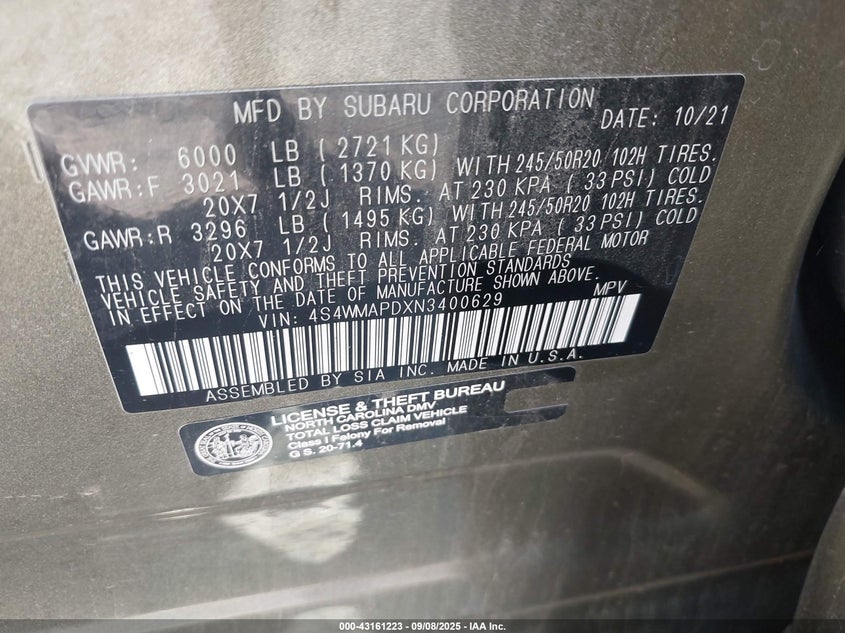 MFD BY SUBARU CORPORATION DATE: 10/21
GVWR: 6000 LB ( 2721 KG)
GAWR:F 3021 LB ( 1370 KG) WITH 245/50R20 102H TIRES.
20X7 1/2J RIMS. AT 230 KPA ( 33 PSI) COLD
GAWR:R 3296 LB ( 1495 KG) WITH 245/50R20 102H TIRES.
20X7 1/2J RIMS. AT 230 KPA ( 33 PSI) COLD
THIS VEHICLE CONFORMS TO ALL APPLICABLE FEDERAL MOTOR
VEHICLE SAFETY AND THEFT PREVENTION STANDARDS
IN EFFECT ON THE DATE OF MANUFACTURE SHOWN ABOVE.
VIN: 4S4WMAPDXN3400629 MPV
ASSEMBLED BY SIA INC. MADE IN U.S.A.
LICENSE & THEFT BUREAU
NORTH CAROLINA DMV
TOTAL LOSS CLAIM VEHICLE
Class I Felony For Removal
G S. 20-71.4
000-43161223 - 09/08/2025 - IAA Inc.